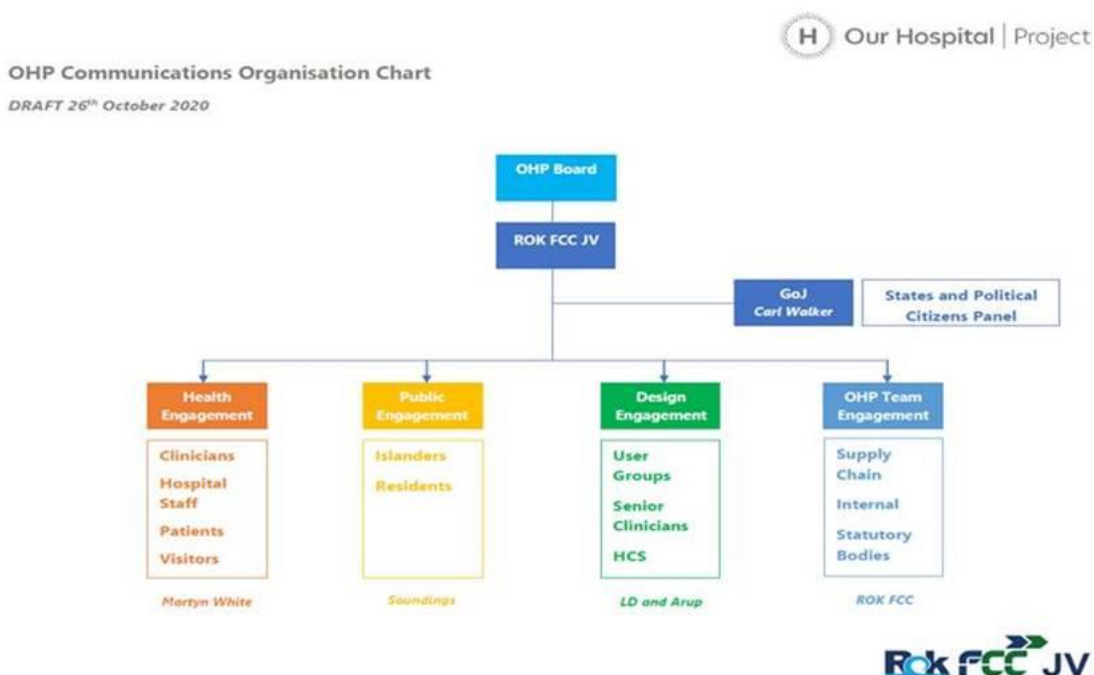 H Our Hospital | Project
OHP Communications Organisation Chart
DRAFT 26th October 2020
OHP Board
ROK FCC JV
GoJ
Carl Walker
States and Political
Citizens Panel
Health
Engagement
Clinicians
Hospital
Staff
Patients
Visitors
Martyn White
Public
Engagement
Islanders
Residents
Soundings
Design
Engagement
User
Groups
Senior
Clinicians
HCS
LD and Arup
OHP Team
Engagement
Supply
Chain
Internal
Statutory
Bodies
ROK FCC
Rok FCC JV